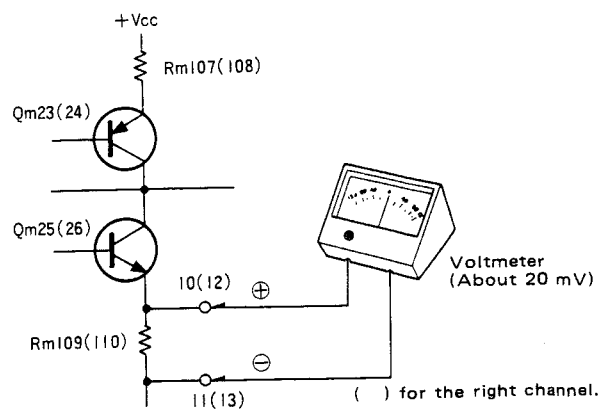 +Vcc
Rm107(108)
Qm23(24)
Qm25(26)
10(12)
⊕
Voltmeter
(About 20 mV)
Rm109(110)
⊖
11(13)
( ) for the right channel.